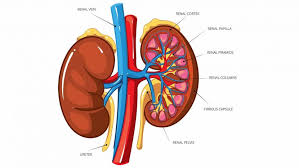 RENAL VEIN
RENAL CORTEX
RENAL PAPILLA
RENAL PYRAMIDS
RENAL COLUMNS
FIBROUS CAPSULE
URETER
RENAL PELVIS